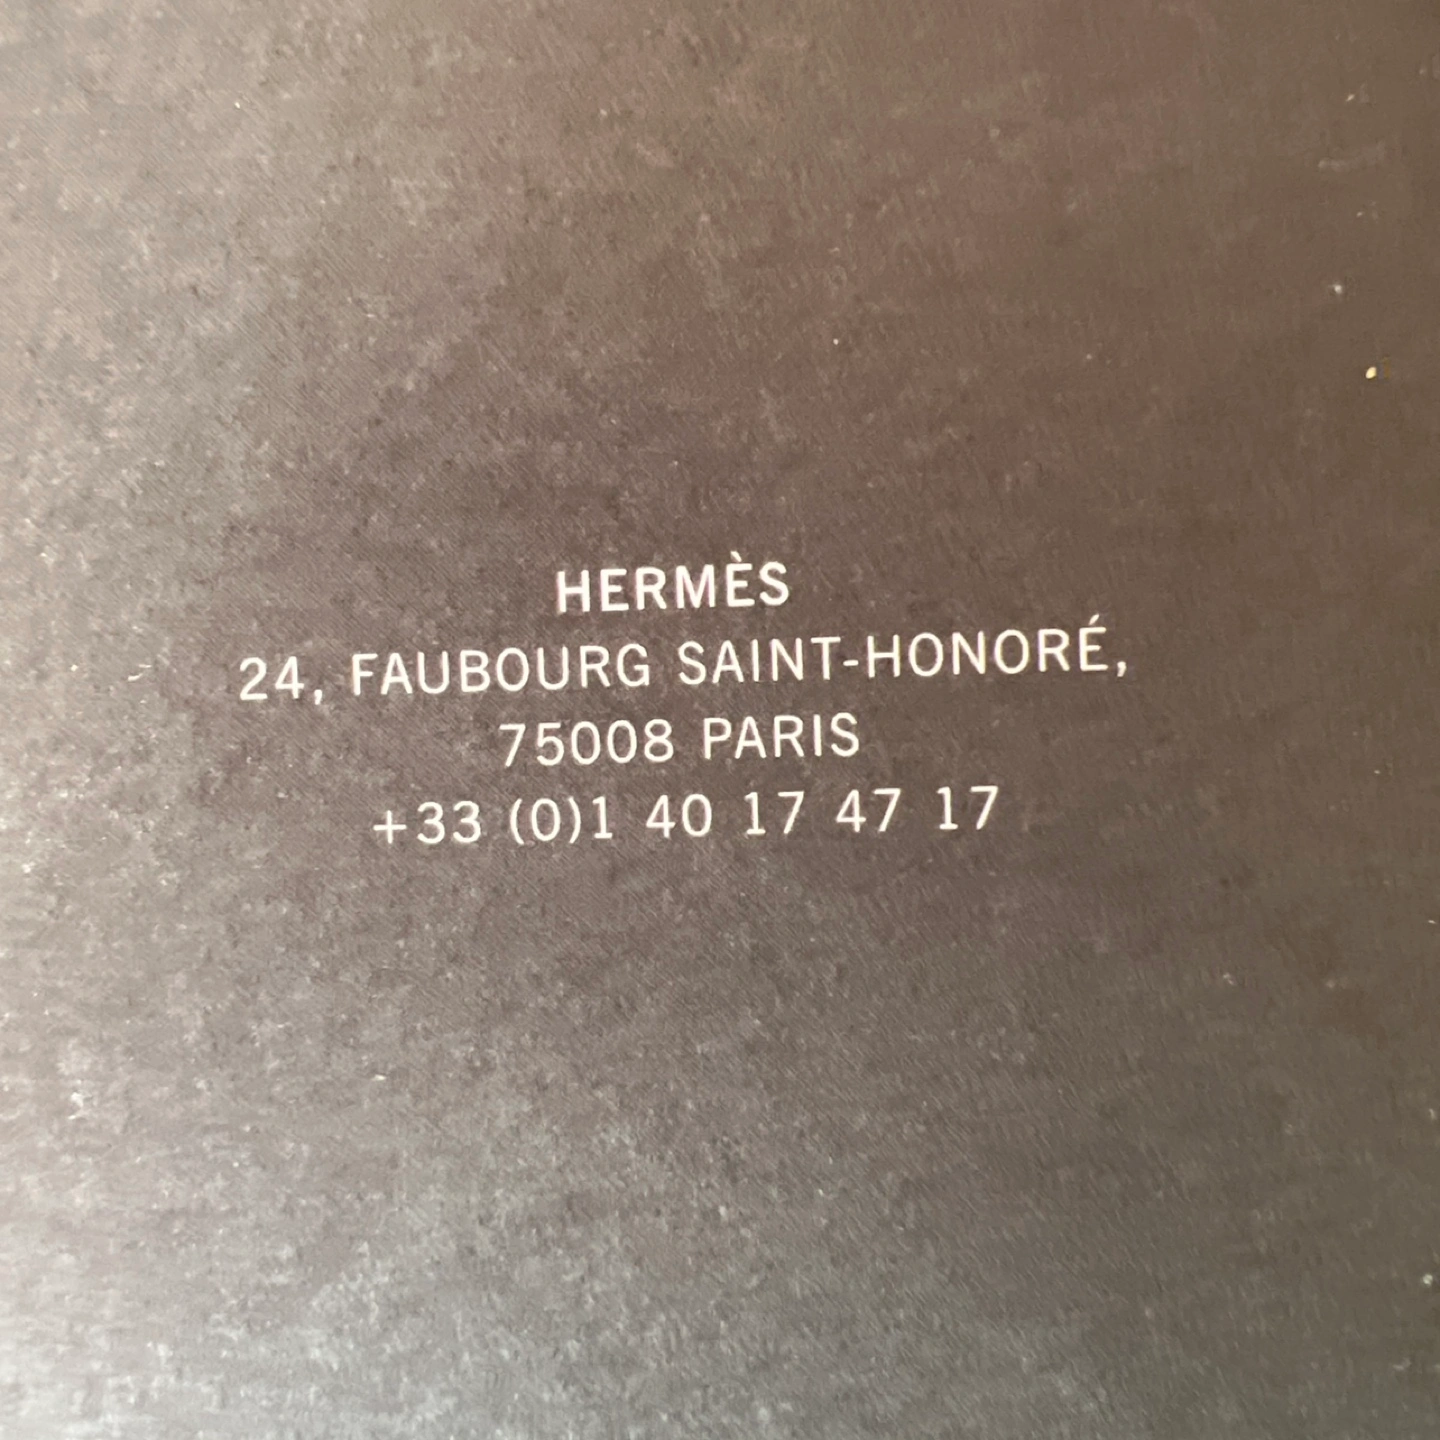 HERMÈS
24, FAUBOURG SAINT-HONORÉ,
75008 PARIS
+33 (0)1 40 17 47 17